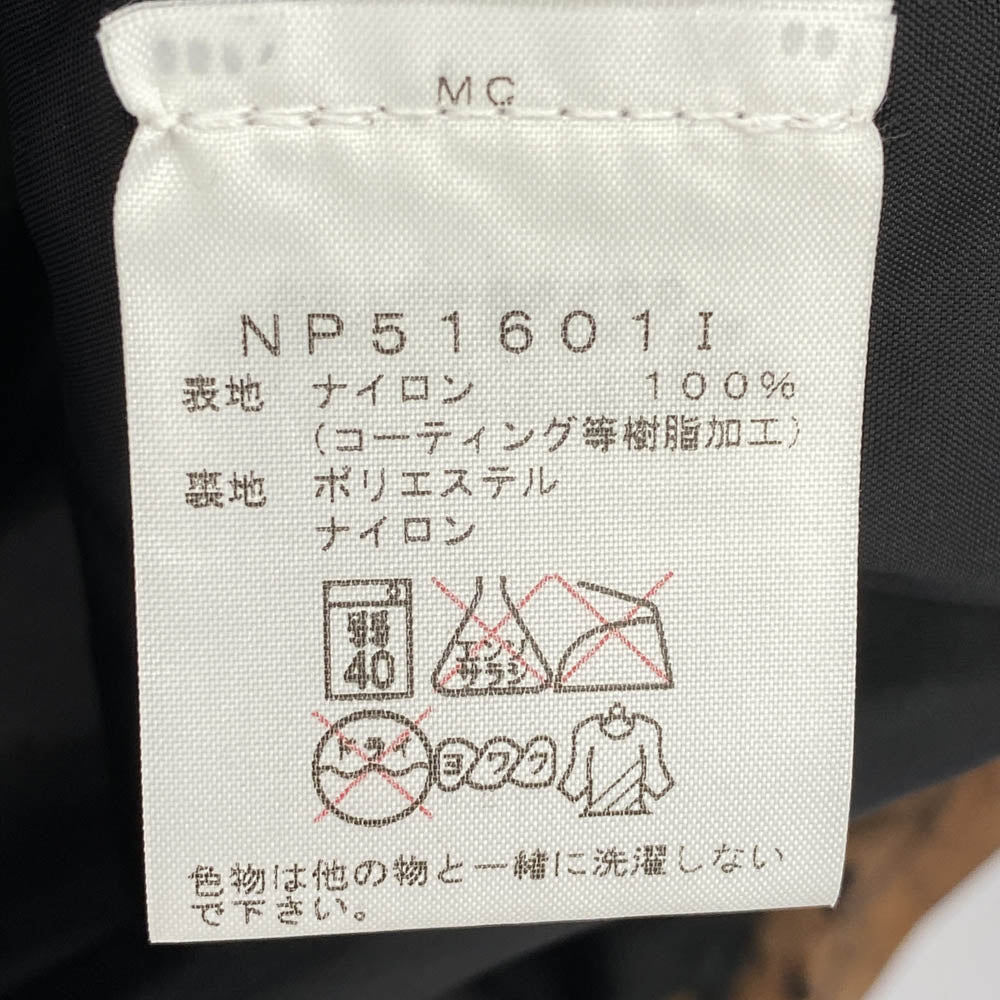 MC
NP51601I
表地 ナイロン 100%
(コーティング等樹脂加工)
裏地 ポリエステル
ナイロン
弱
40
エンソ
サラシ
ドライ
ヨワク
色物は他の物と一緒に洗濯しない
で下さい。